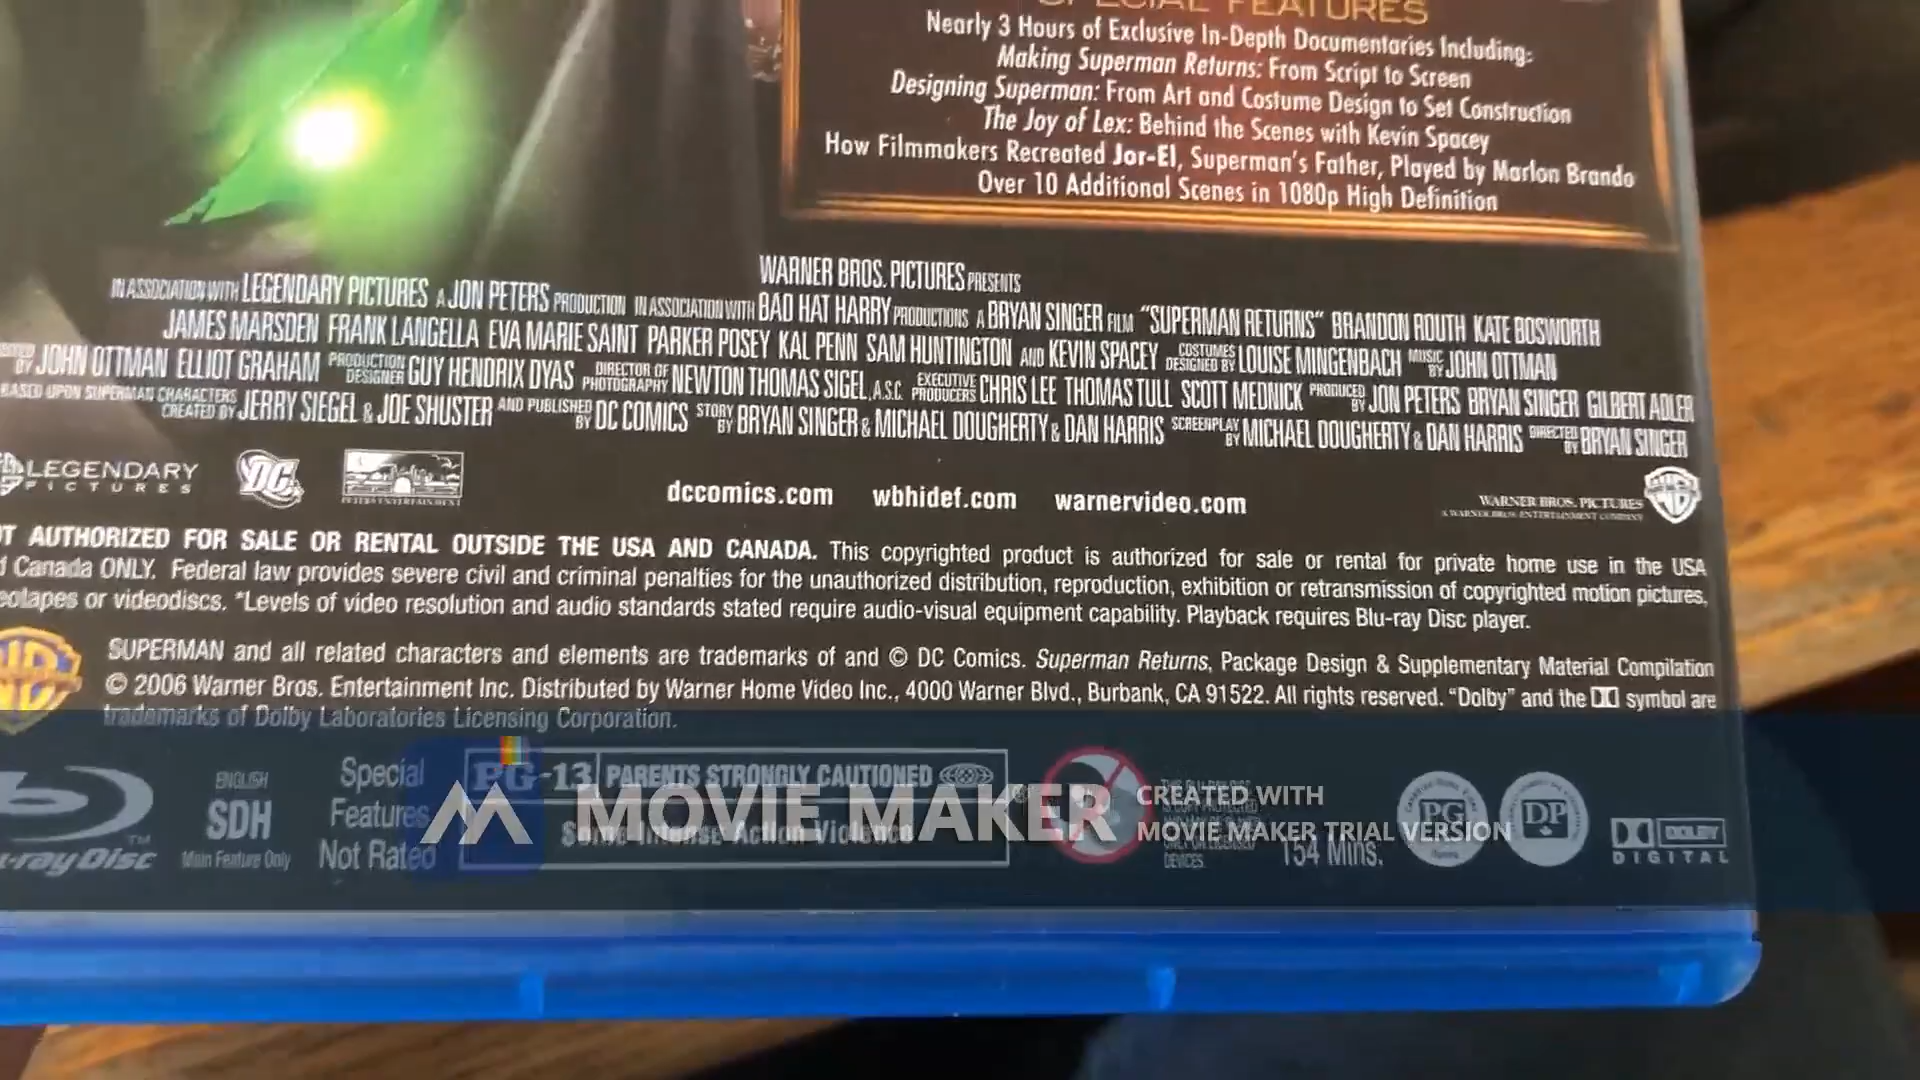 SPECIAL FEATURES
Nearly 3 Hours of Exclusive In-Depth Documentaries Including:
Making Superman Returns: From Script to Screen
Designing Superman: From Art and Costume Design to Set Construction
The Joy of Lex: Behind the Scenes with Kevin Spacey
How Filmmakers Recreated Jor-El, Superman's Father, Played by Marlon Brando
Over 10 Additional Scenes in 1080p High Definition
WARNER BROS. PICTURES PRESENTS
IN ASSOCIATION WITH LEGENDARY PICTURES A JON PETERS PRODUCTION IN ASSOCIATION WITH BAD HAT HARRY PRODUCTIONS A BRYAN SINGER FILM "SUPERMAN RETURNS" BRANDON ROUTH KATE BOSWORTH
JAMES MARSDEN FRANK LANGELLA EVA MARIE SAINT PARKER POSEY KAL PENN SAM HUNTINGTON AND KEVIN SPACEY COSTUMES DESIGNED BY LOUISE MINGENBACH MUSIC BY JOHN OTTMAN
BY JOHN OTTMAN ELLIOT GRAHAM PRODUCTION DESIGNER GUY HENDRIX DYAS DIRECTOR OF PHOTOGRAPHY NEWTON THOMAS SIGEL, A.S.C. EXECUTIVE PRODUCERS CHRIS LEE THOMAS TULL SCOTT MEDNICK PRODUCED BY JON PETERS BRYAN SINGER GILBERT ADLER
BASED UPON SUPERMAN CHARACTERS CREATED BY JERRY SIEGEL & JOE SHUSTER AND PUBLISHED BY DC COMICS STORY BY BRYAN SINGER & MICHAEL DOUGHERTY & DAN HARRIS SCREENPLAY BY MICHAEL DOUGHERTY & DAN HARRIS DIRECTED BY BRYAN SINGER
LEGENDARY PICTURES DC dccomics.com wbhidef.com warnervideo.com WARNER BROS. PICTURES WB
A WARNER BROS. ENTERTAINMENT COMPANY
AUTHORIZED FOR SALE OR RENTAL OUTSIDE THE USA AND CANADA. This copyrighted product is authorized for sale or rental for private home use in the USA
Canada ONLY. Federal law provides severe civil and criminal penalties for the unauthorized distribution, reproduction, exhibition or retransmission of copyrighted motion pictures,
or videodiscs. *Levels of video resolution and audio standards stated require audio-visual equipment capability. Playback requires Blu-ray Disc player.
SUPERMAN and all related characters and elements are trademarks of and © DC Comics. Superman Returns, Package Design & Supplementary Material Compilation
© 2006 Warner Bros. Entertainment Inc. Distributed by Warner Home Video Inc., 4000 Warner Blvd., Burbank, CA 91522. All rights reserved. "Dolby" and the symbol are
trademarks of Dolby Laboratories Licensing Corporation.
ray Disc™
ENGLISH
SDH
Main Feature Only
Special
Features
Not Rated
PG-13 PARENTS STRONGLY CAUTIONED
Some Intense Action Violence
MOVIE MAKER
CREATED WITH
MOVIE MAKER TRIAL VERSION
DEVICES.
154 Mins.
PG
DP
DOLBY
DIGITAL